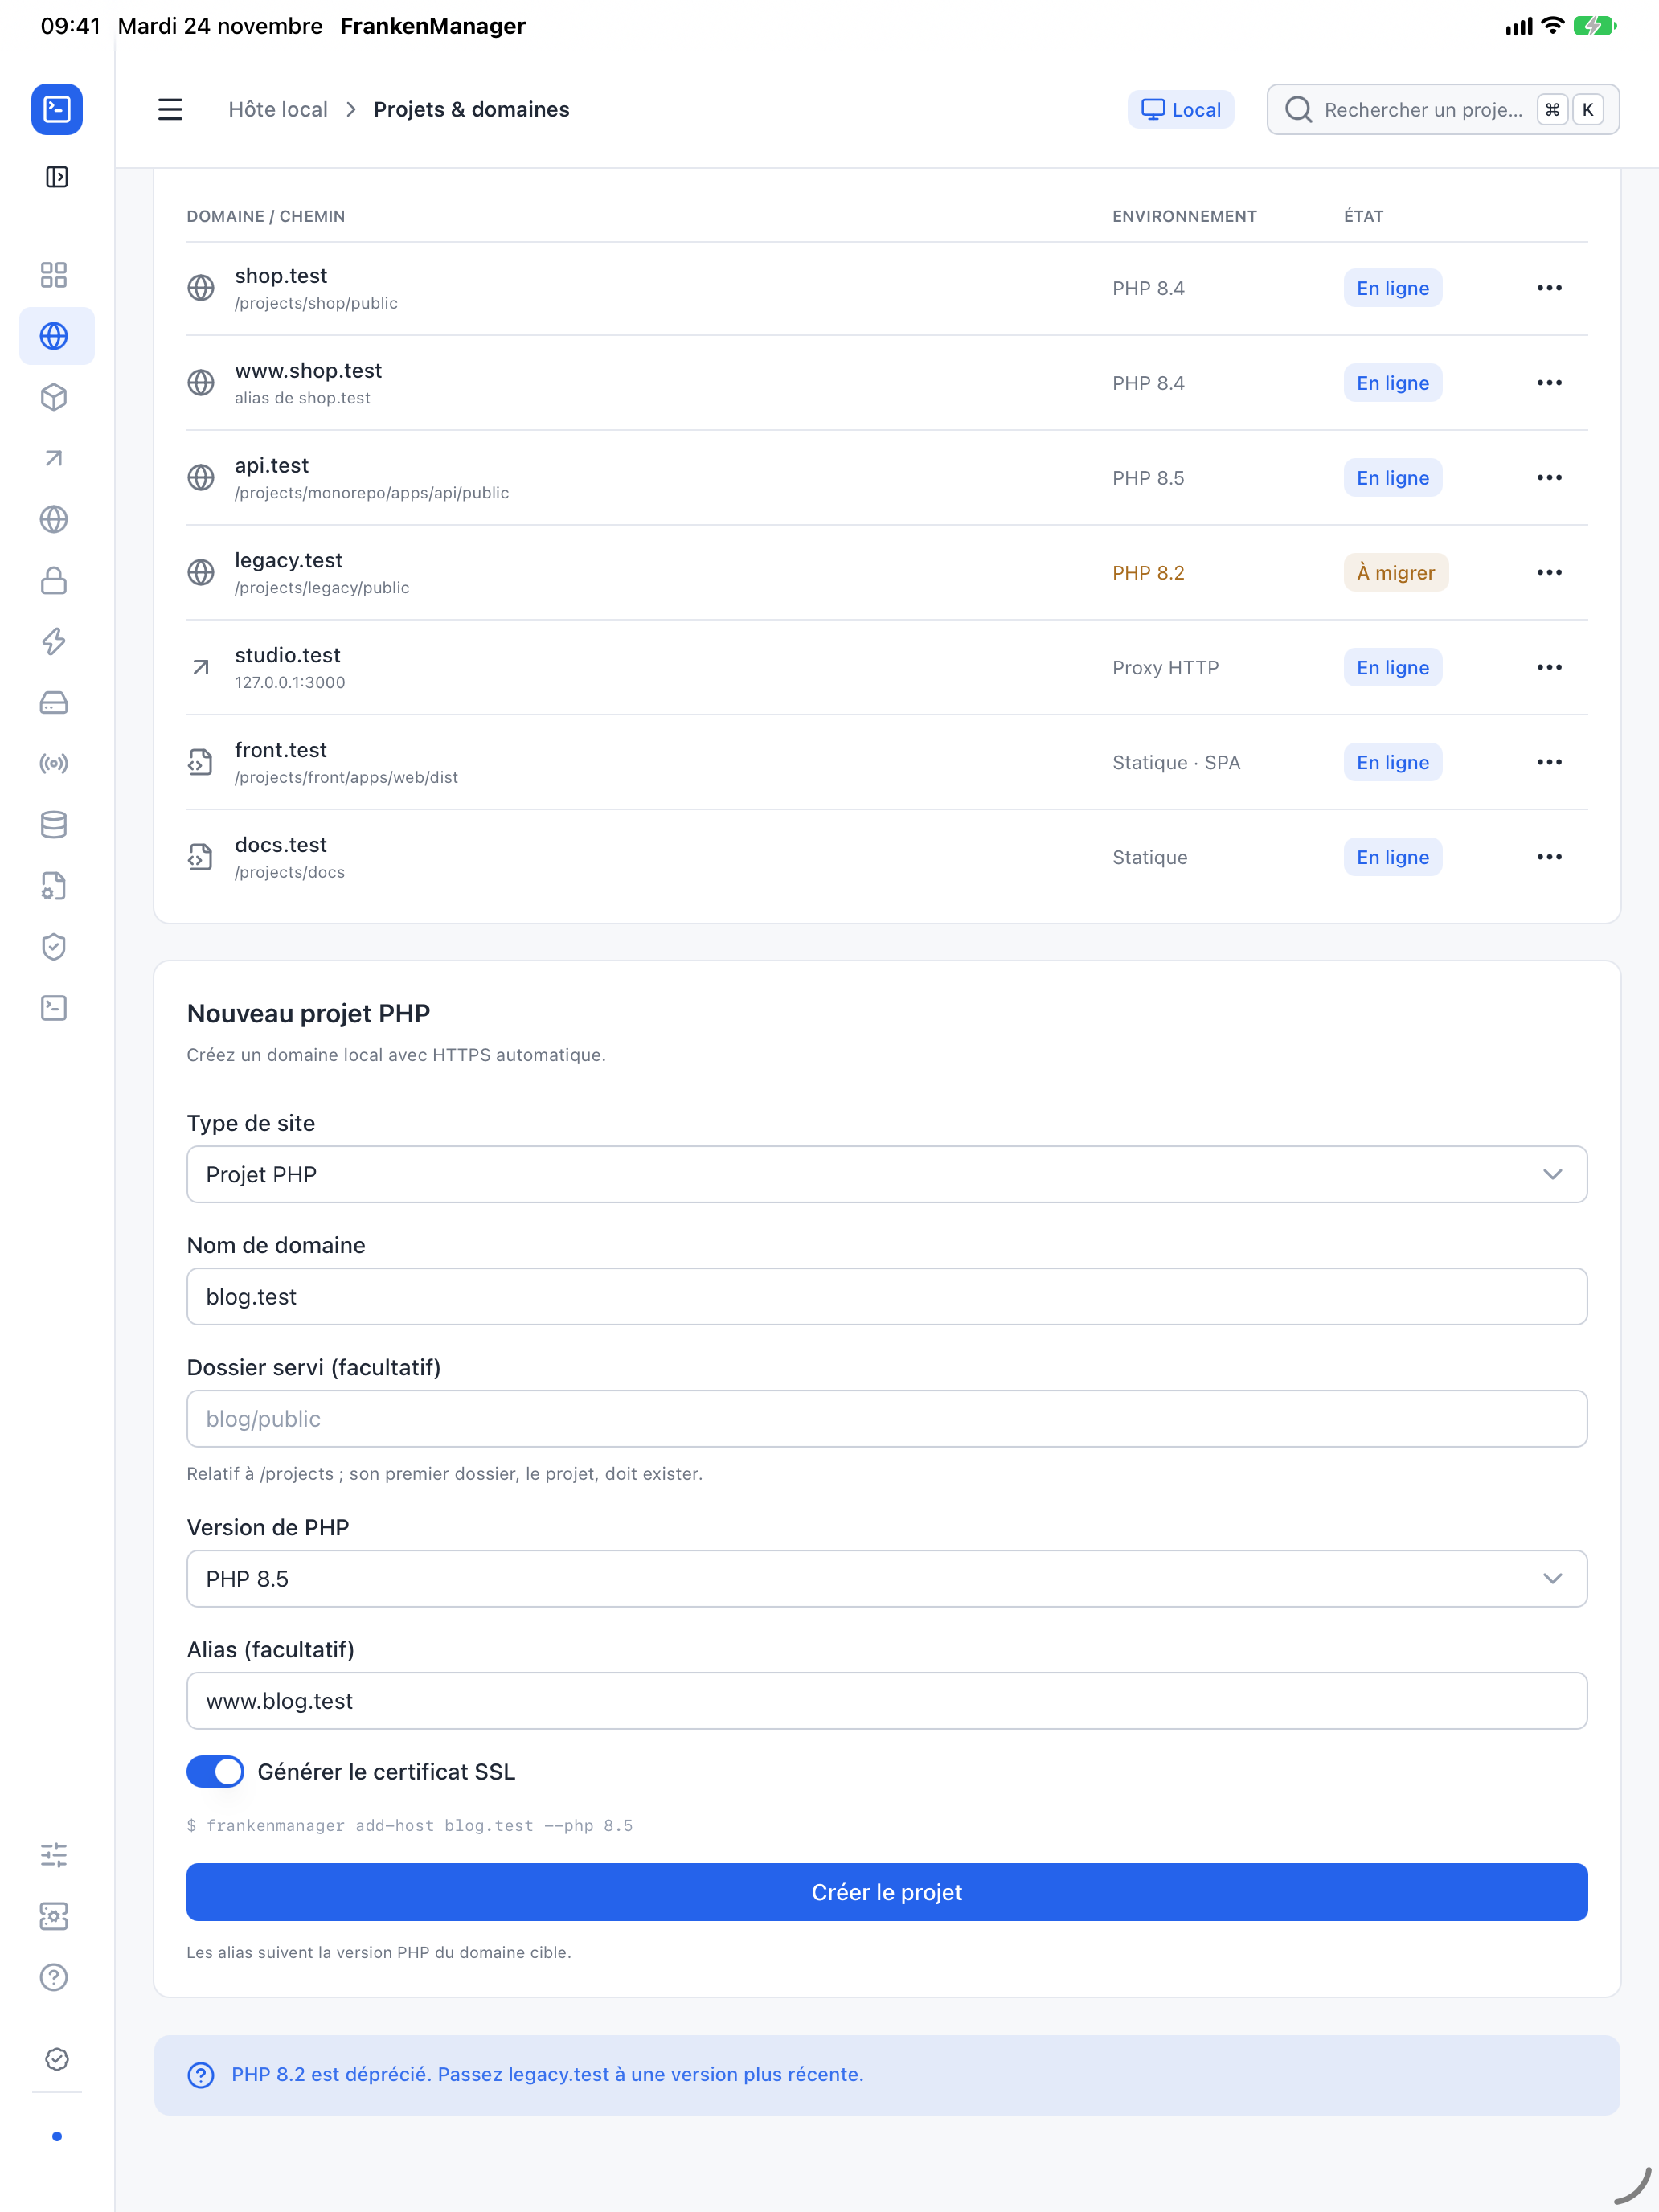 09:41 Mardi 24 novembre FrankenManager
Hôte local > Projets & domaines
Local
Rechercher un proje... ⌘ K
DOMAINE / CHEMIN ENVIRONNEMENT ÉTAT
shop.test
/projects/shop/public
PHP 8.4 En ligne
www.shop.test
alias de shop.test
PHP 8.4 En ligne
api.test
/projects/monorepo/apps/api/public
PHP 8.5 En ligne
legacy.test
/projects/legacy/public
PHP 8.2 À migrer
studio.test
127.0.0.1:3000
Proxy HTTP En ligne
front.test
/projects/front/apps/web/dist
Statique · SPA En ligne
docs.test
/projects/docs
Statique En ligne
Nouveau projet PHP
Créez un domaine local avec HTTPS automatique.
Type de site
Projet PHP
Nom de domaine
blog.test
Dossier servi (facultatif)
blog/public
Relatif à /projects ; son premier dossier, le projet, doit exister.
Version de PHP
PHP 8.5
Alias (facultatif)
www.blog.test
Générer le certificat SSL
$ frankenmanager add-host blog.test --php 8.5
Créer le projet
Les alias suivent la version PHP du domaine cible.
PHP 8.2 est déprécié. Passez legacy.test à une version plus récente.